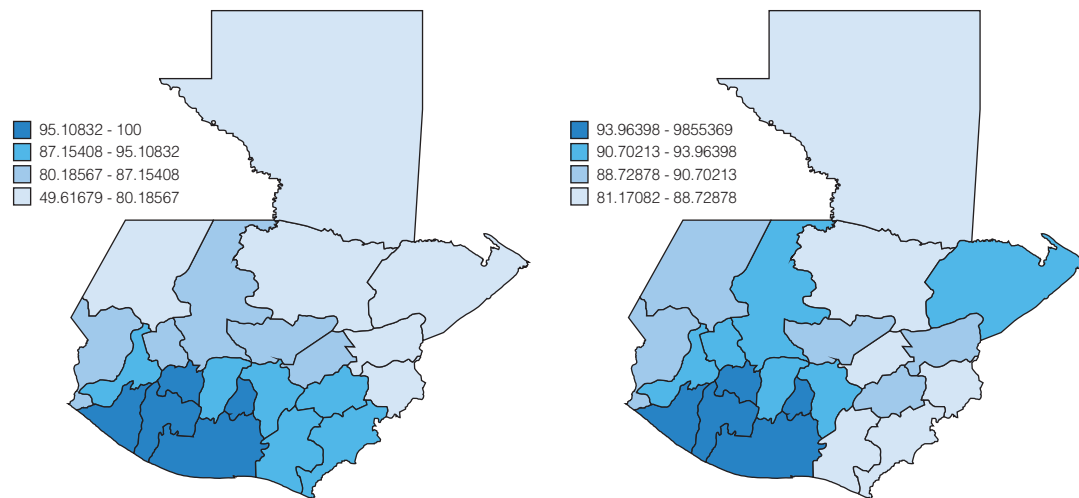 95.10832 - 100
87.15408 - 95.10832
80.18567 - 87.15408
49.61679 - 80.18567
93.96398 - 9855369
90.70213 - 93.96398
88.72878 - 90.70213
81.17082 - 88.72878